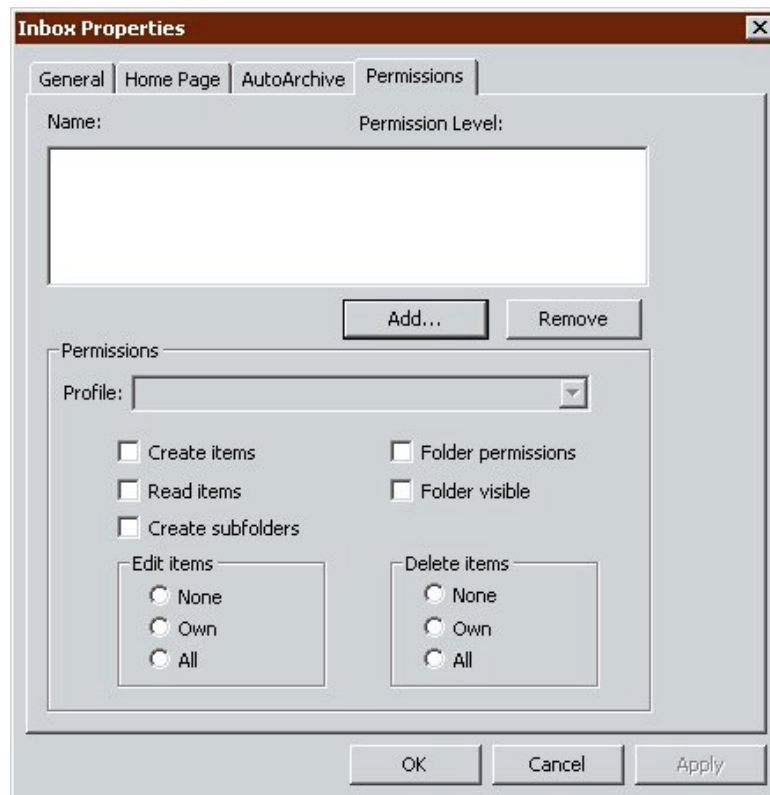 Inbox Properties
General Home Page AutoArchive Permissions
Name: Permission Level:
Add... Remove
Permissions
Profile:
Create items Folder permissions
Read items Folder visible
Create subfolders
Edit items Delete items
None None
Own Own
All All
OK Cancel Apply